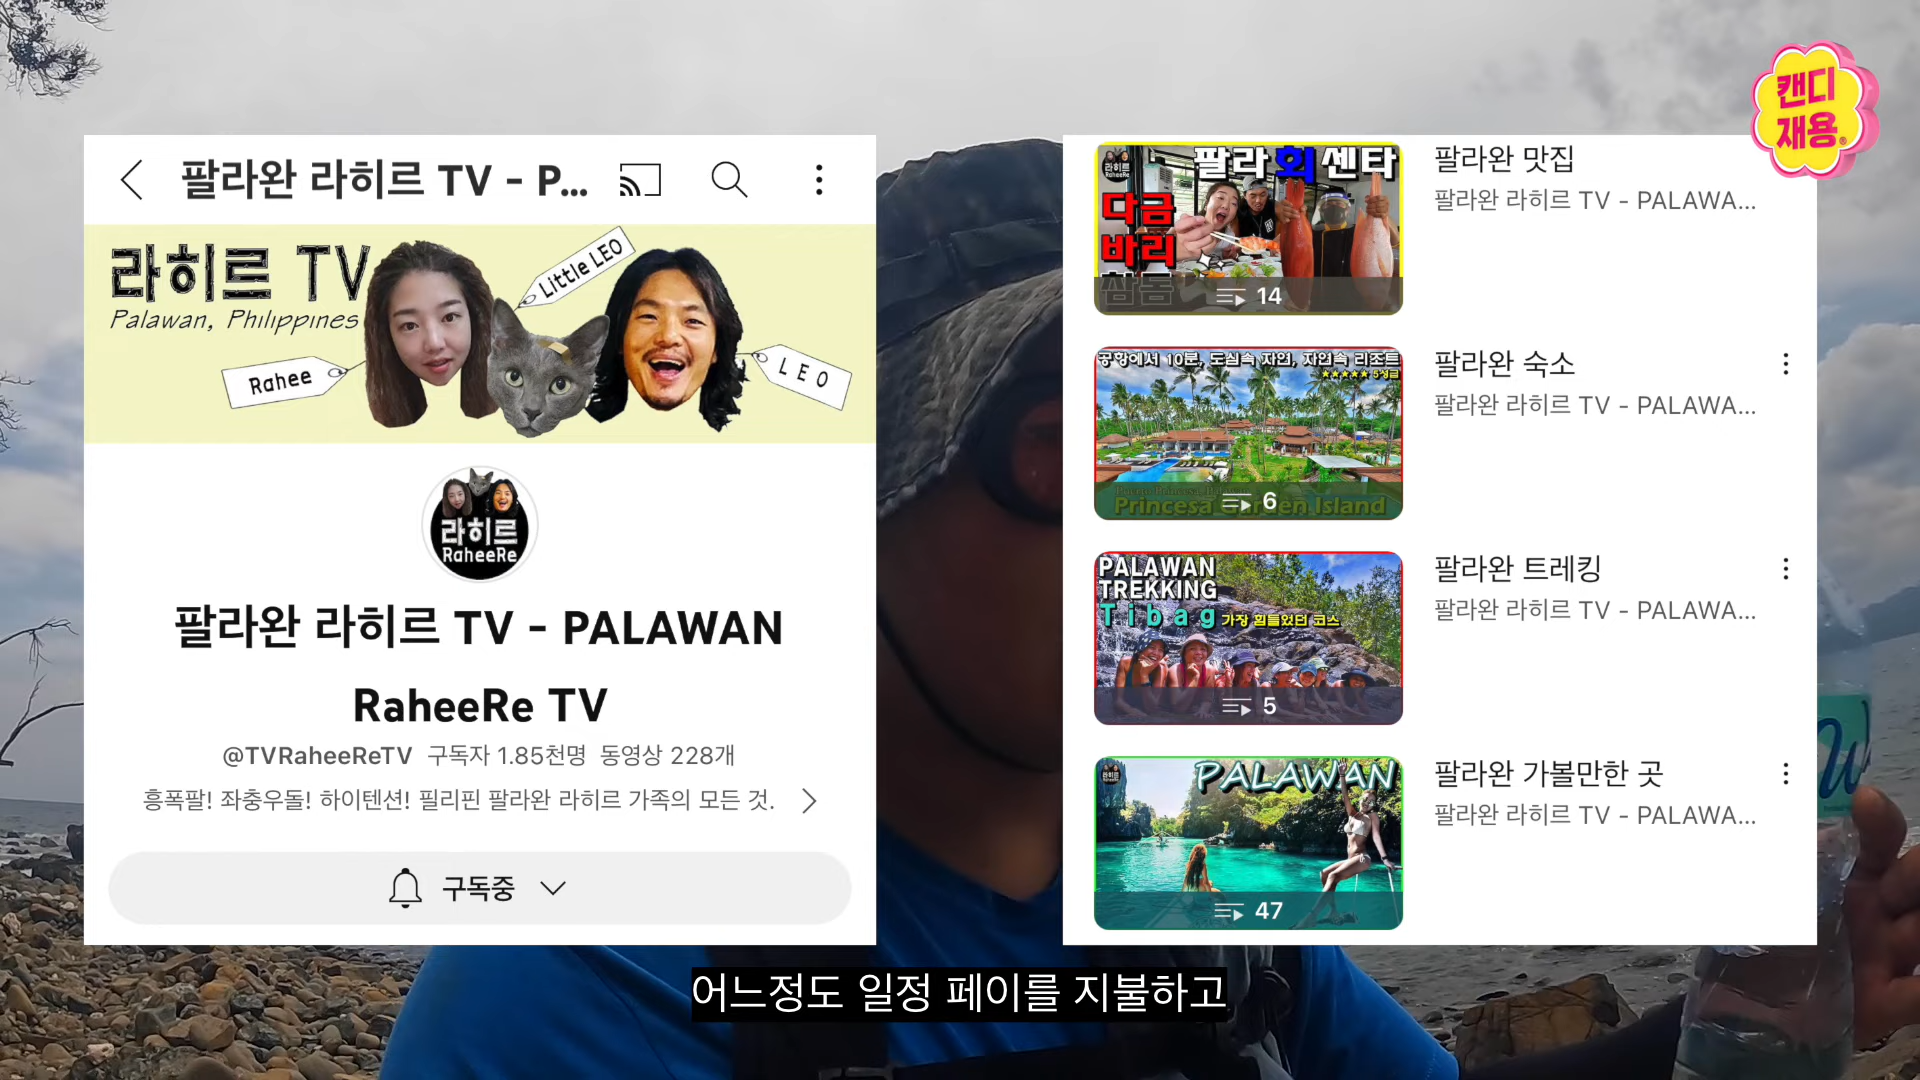 캔디
재용
팔라완 라히르 TV - P...
라히르 TV
Palawan, Philippines
Rahee
Little LEO
LEO
라히르
RaheeRe
팔라완 라히르 TV - PALAWAN
RaheeRe TV
@TVRaheeReTV 구독자 1.85천명 동영상 228개
흥폭팔! 좌충우돌! 하이텐션! 필리핀 팔라완 라히르 가족의 모든 것.
구독중
팔라회센타
다금
바리
참돔
14
팔라완 맛집
팔라완 라히르 TV - PALAWA...
공항에서 10분, 도심속 자연, 자연속 리조트
★★★★★ 5성급
Princesa Garden Island
6
팔라완 숙소
팔라완 라히르 TV - PALAWA...
PALAWAN
TREKKING
Tibag 가장 힘들었던 코스
5
팔라완 트레킹
팔라완 라히르 TV - PALAWA...
PALAWAN
47
팔라완 가볼만한 곳
팔라완 라히르 TV - PALAWA...
어느정도 일정 페이를 지불하고